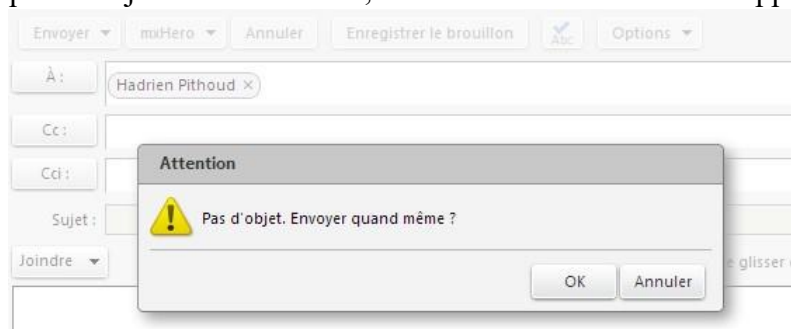 Envoyer mxHero Annuler Enregistrer le brouillon Abc Options
À :
Hadrien Pithoud ×
Cc :
Cci :
Attention
Sujet :
Pas d'objet. Envoyer quand même ?
Joindre
glisser
OK Annuler